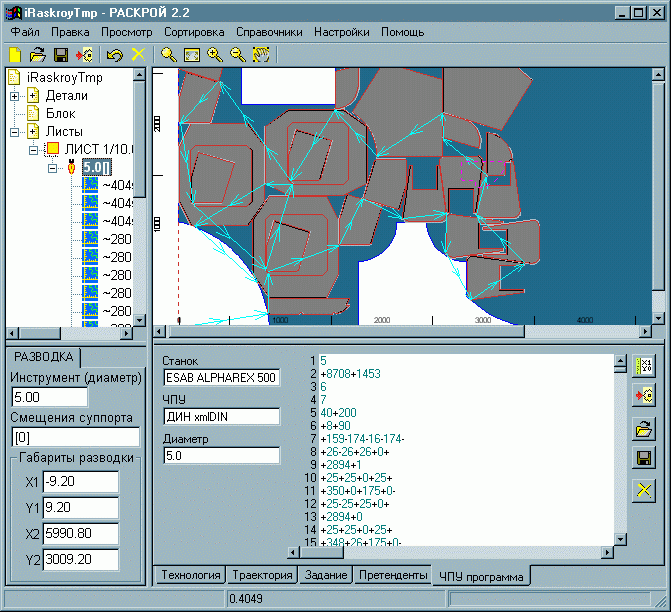 iRaskroyTmp - РАСКРОЙ 2.2
Файл Правка Просмотр Сортировка Справочники Настройки Помощь
iRaskroyTmp
Детали
Блок
Листы
ЛИСТ 1/10.0
5.0[]
~404
~404
~404
~280
~280
~280
~280
~280
2000
1000
1000 2000 3000 4000
РАЗВОДКА
Инструмент (диаметр)
5.00
Смещения суппорта
[0]
Габариты разводки
X1 -9.20
Y1 9.20
X2 5990.80
Y2 3009.20
Станок
ESAB ALPHAREX 500
ЧПУ
ДИН xmlDIN
Диаметр
5.0
1 5
2 +8708+1453
3 6
4 7
5 40+200
6 +8+90
7 +159-174-16-174-
8 +26-26+26+0+
9 +2894+1
10 +25+25+0+25+
11 +350+0+175+0-
12 +25-25+25+0+
13 +2894+0
14 +25+25+0+25+
15 +348+26+175+0-
X1
Y0
Технология Траектория Задание Претенденты ЧПУ программа
0.4049